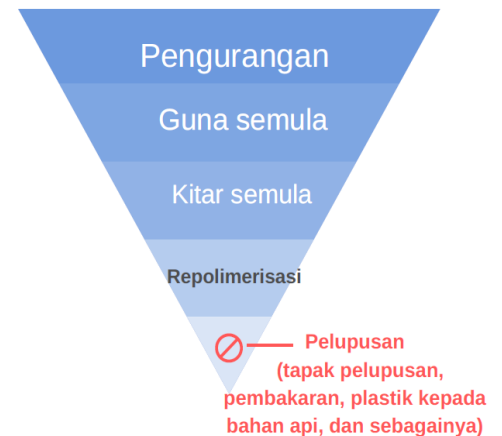 Pengurangan
Guna semula
Kitar semula
Repolimerisasi
Pelupusan
(tapak pelupusan,
pembakaran, plastik kepada
bahan api, dan sebagainya)